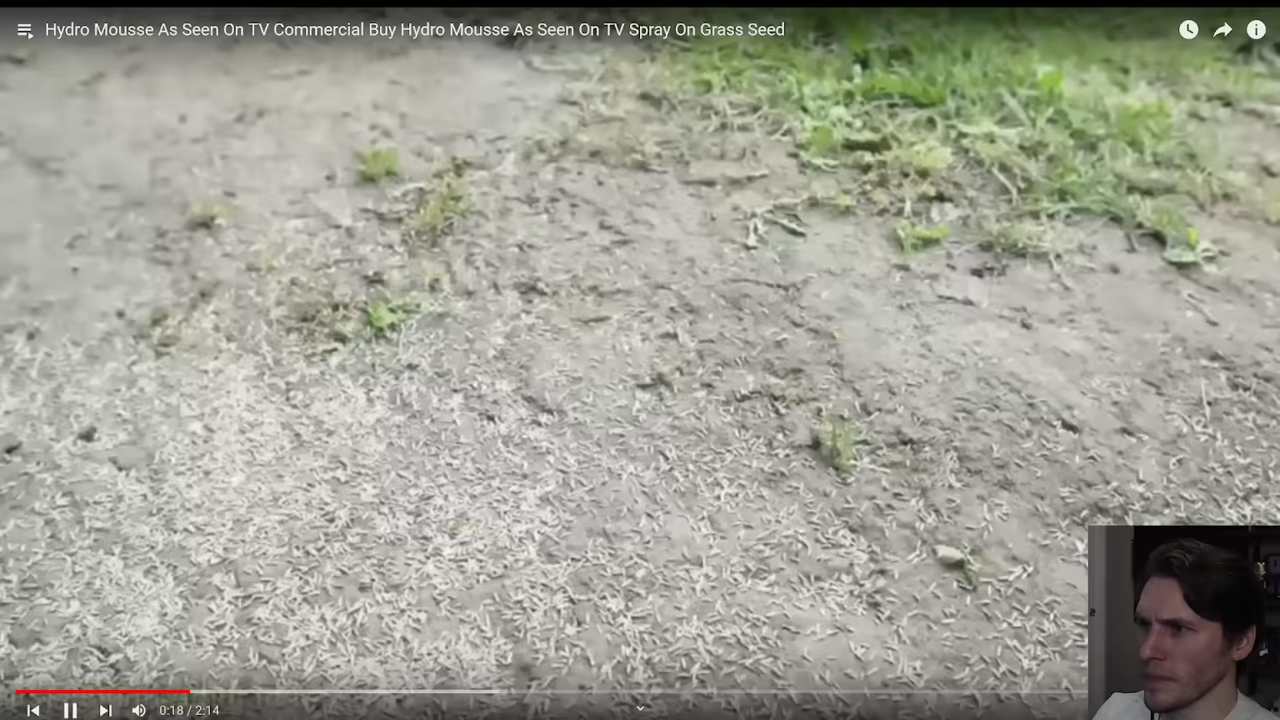 Hydro Mousse As Seen On TV Commercial Buy Hydro Mousse As Seen On TV Spray On Grass Seed
0:18 / 2:14